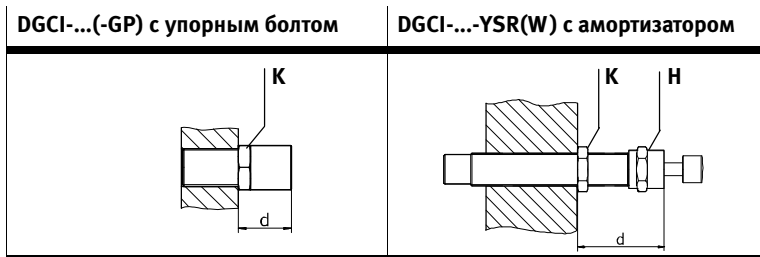 DGCI-...(-GP) с упорным болтом
DGCI-...-YSR(W) с амортизатором
K
K H
d
d